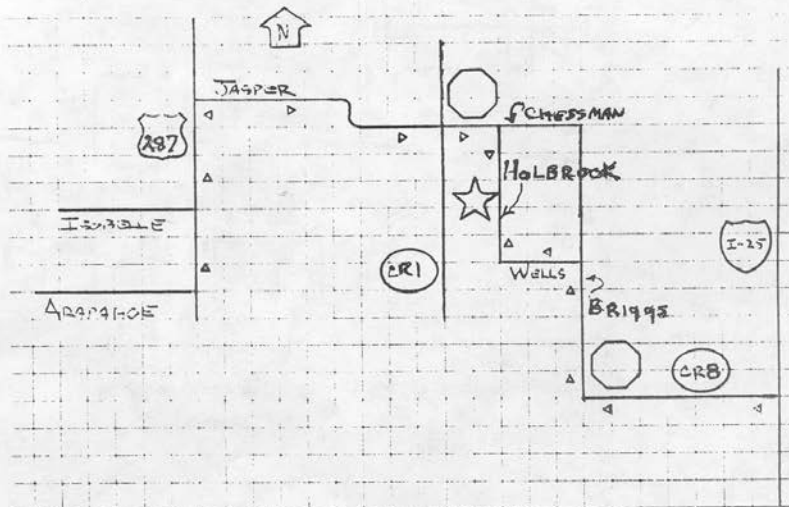 N
JASPER
CHESSMAN
287
HOLBROOK
ISABELLE
I-25
CR1
WELLS
ARAPAHOE
BRIGGS
CR8